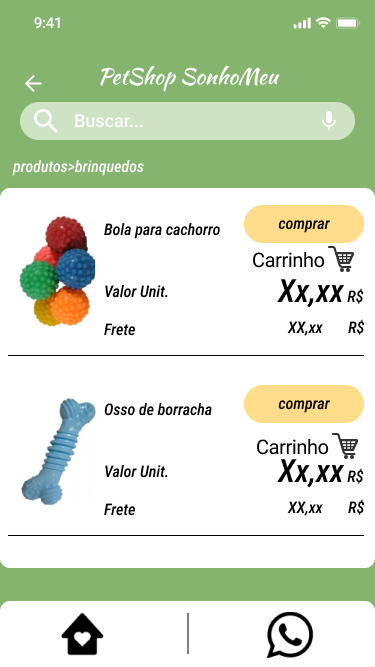 9:41
PetShop SonhoMeu
Buscar...
produtos>brinquedos
Bola para cachorro
comprar
Carrinho
Valor Unit.
Xx,xx R$
Frete
XX,xx R$
Osso de borracha
comprar
Carrinho
Valor Unit.
Xx,xx R$
Frete
XX,xx R$